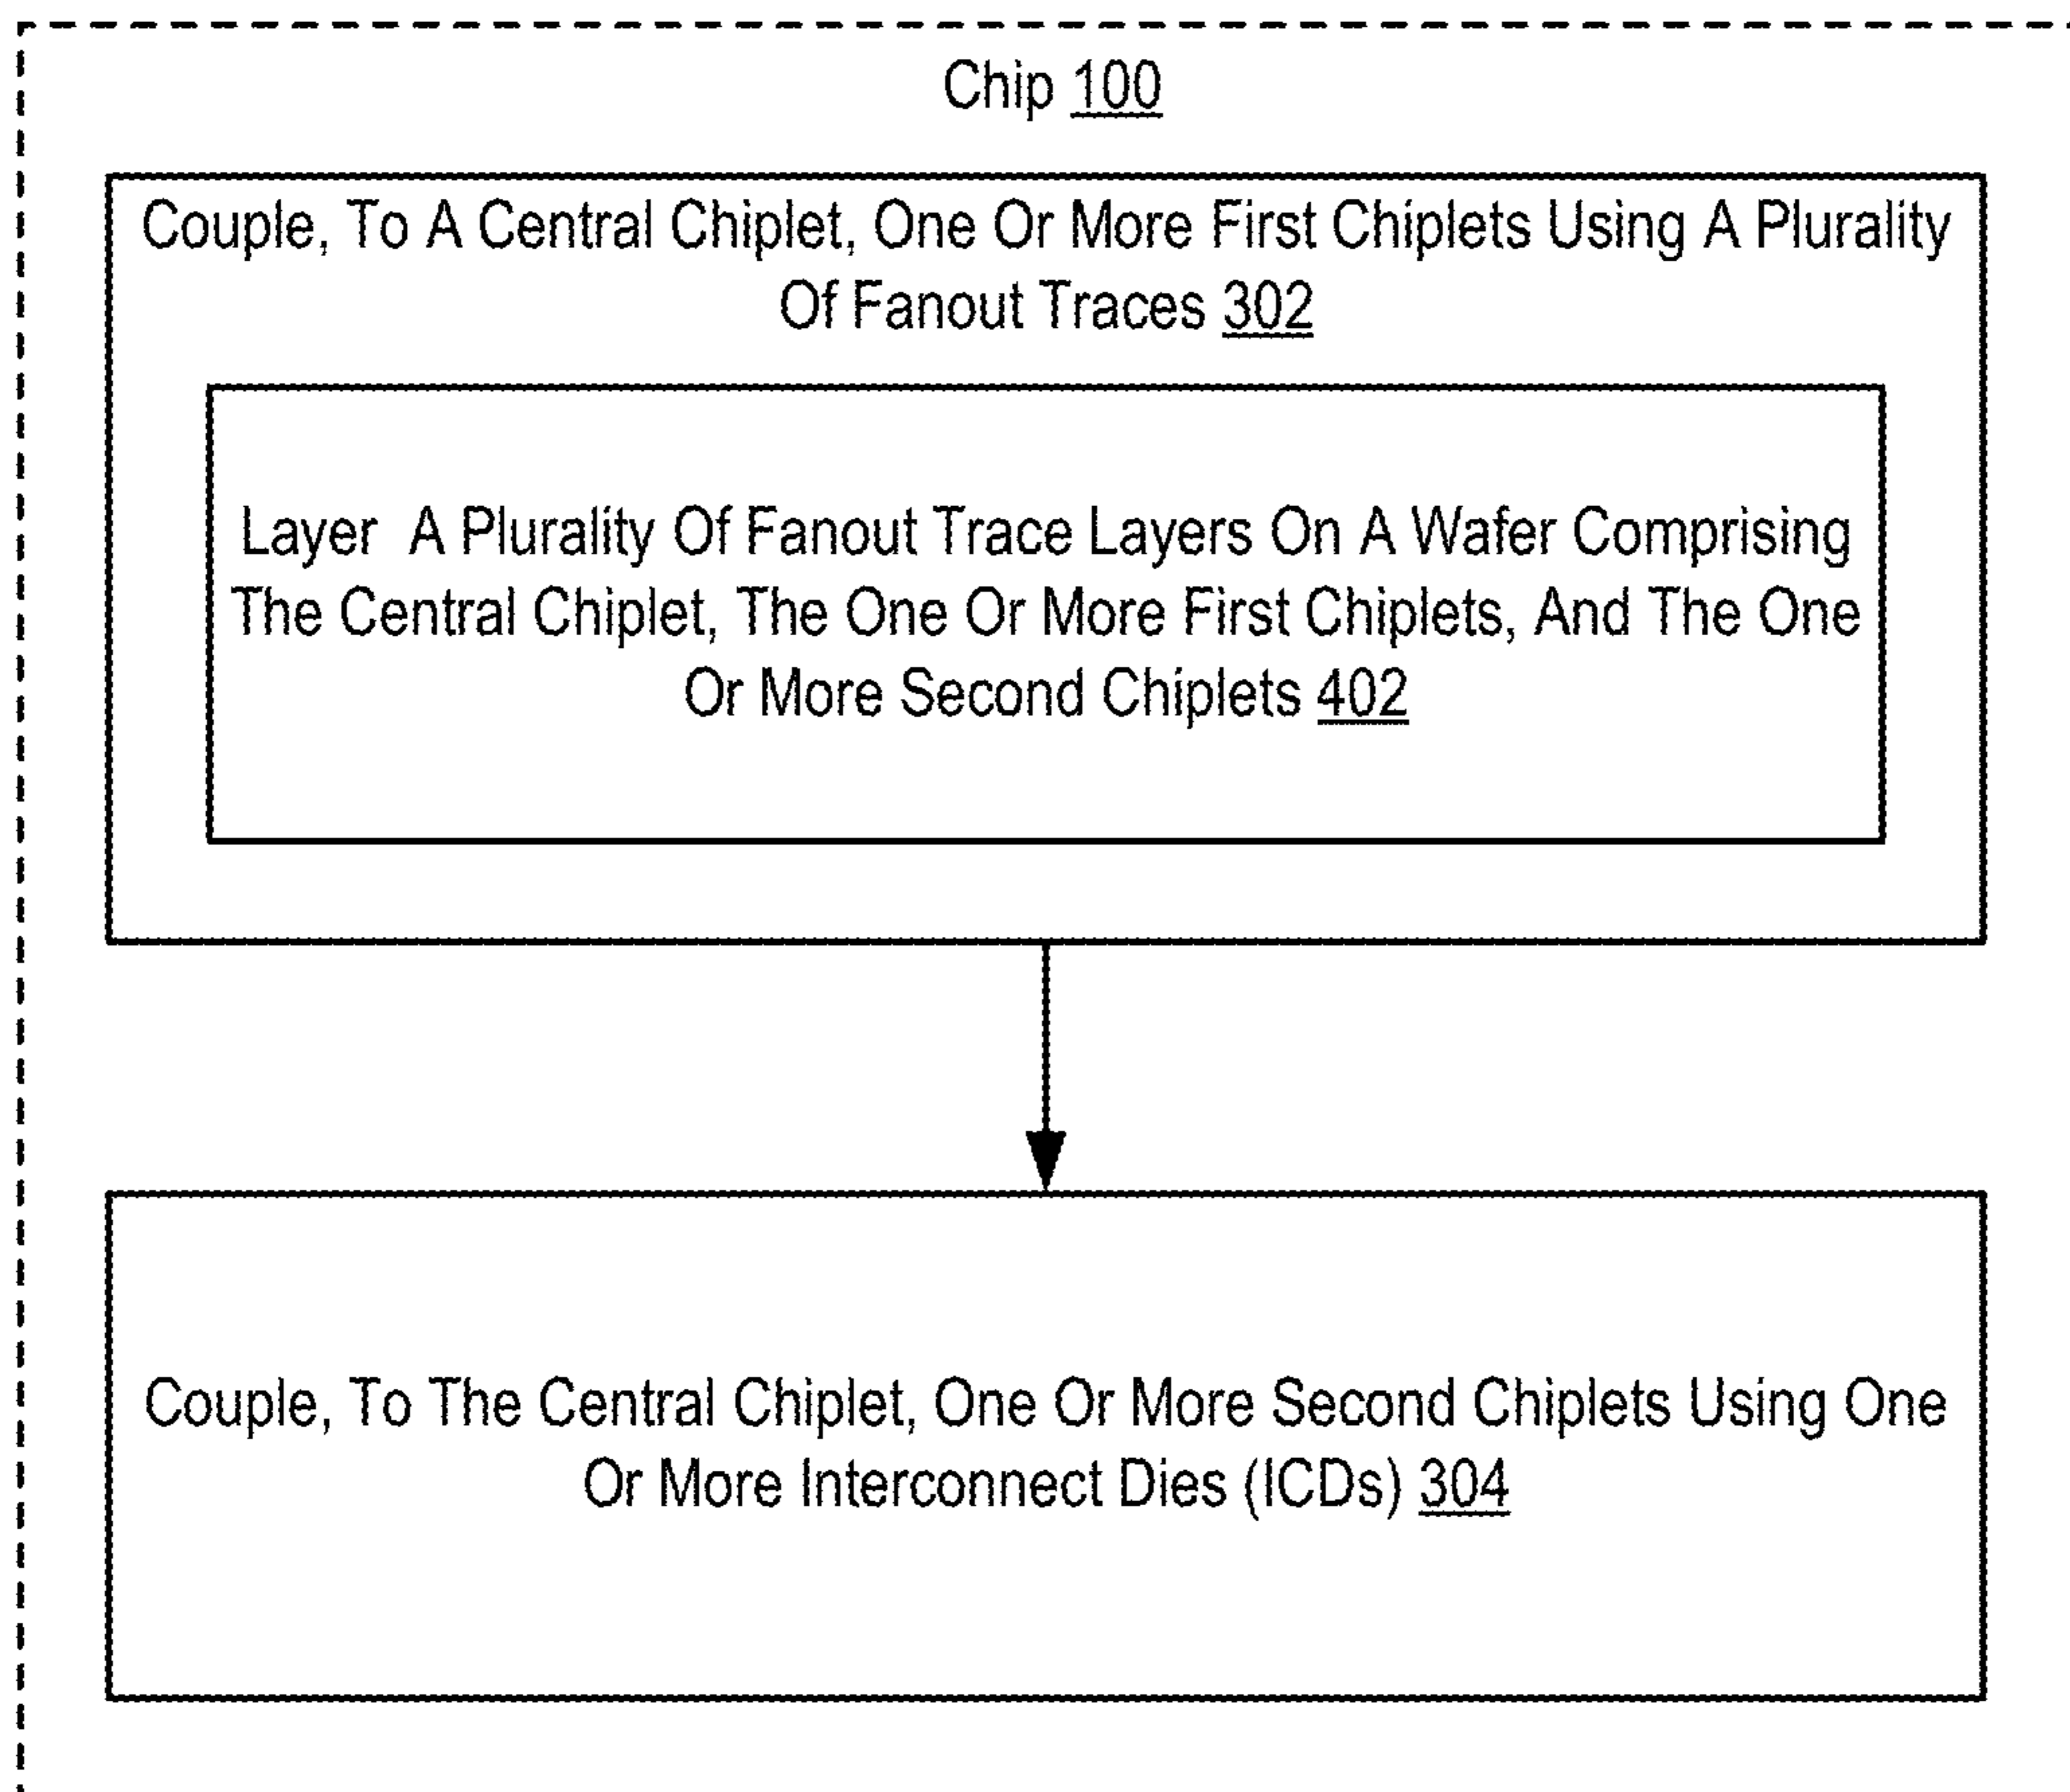 Chip 100
Couple, To A Central Chiplet, One Or More First Chiplets Using A Plurality
Of Fanout Traces 302
Layer A Plurality Of Fanout Trace Layers On A Wafer Comprising
The Central Chiplet, The One Or More First Chiplets, And The One
Or More Second Chiplets 402
Couple, To The Central Chiplet, One Or More Second Chiplets Using One
Or More Interconnect Dies (ICDs) 304